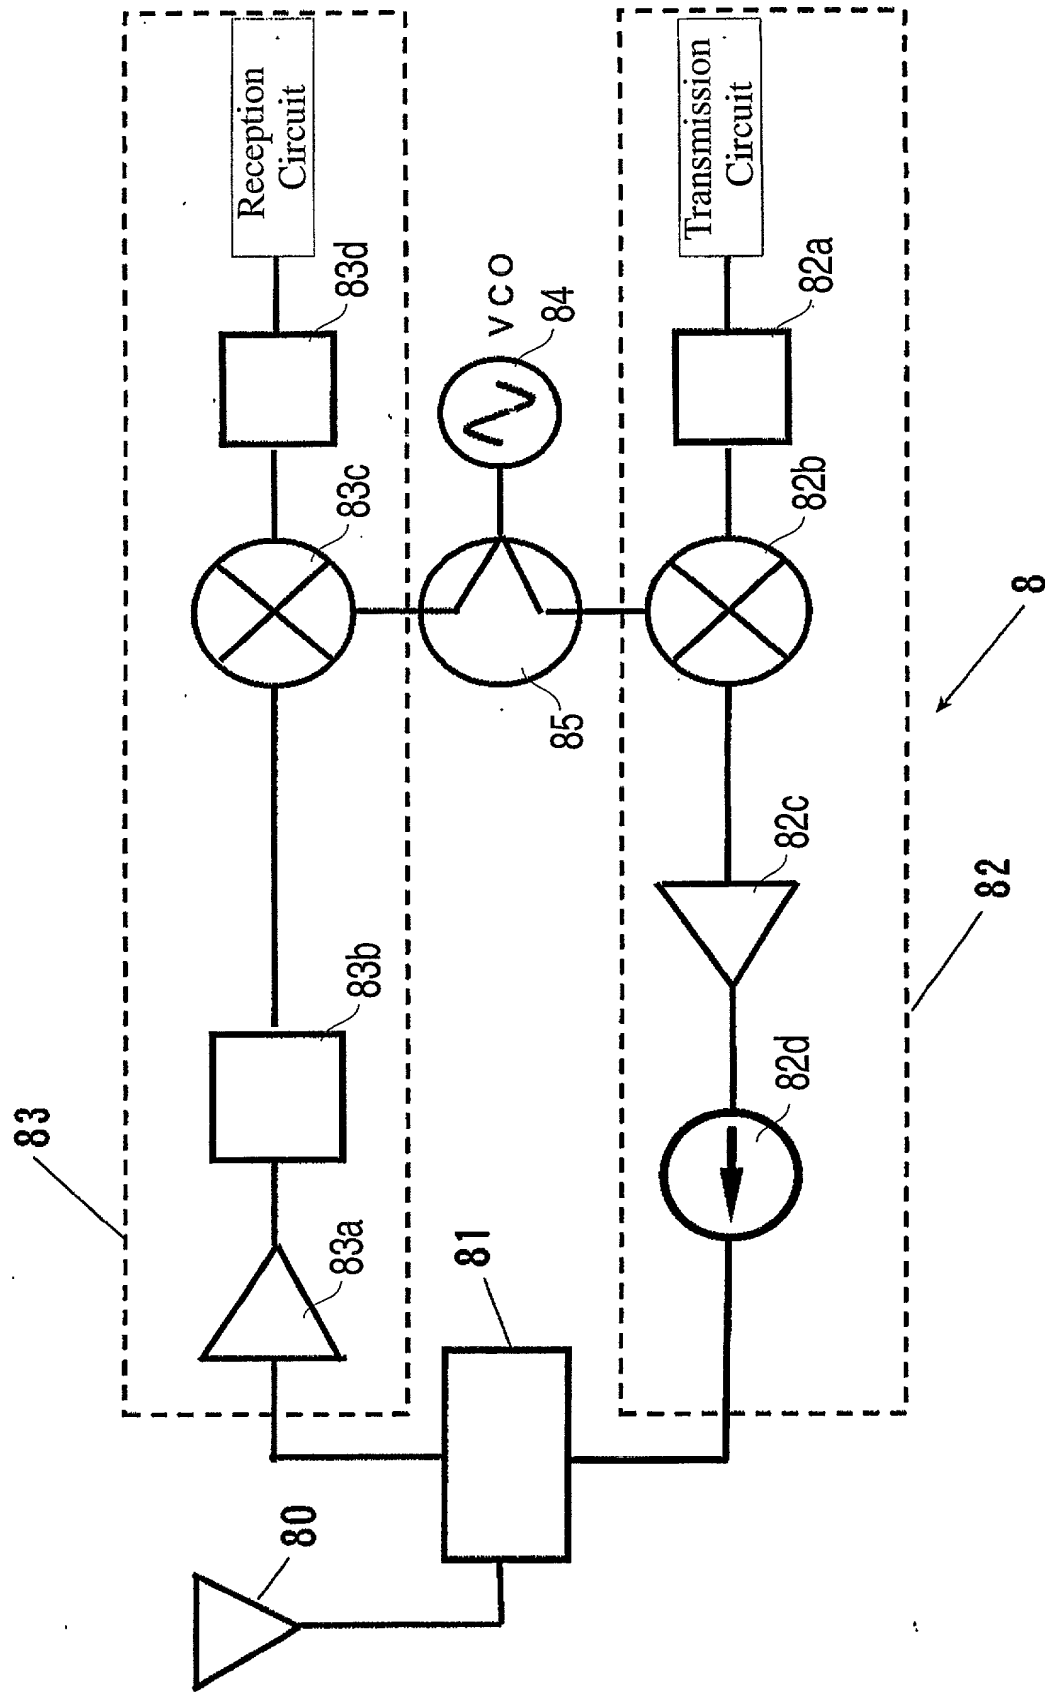 83
83a
83b
83c
83d
Reception
Circuit
80
81
85
84
VCO
82d
82c
82b
82a
Transmission
Circuit
82
8